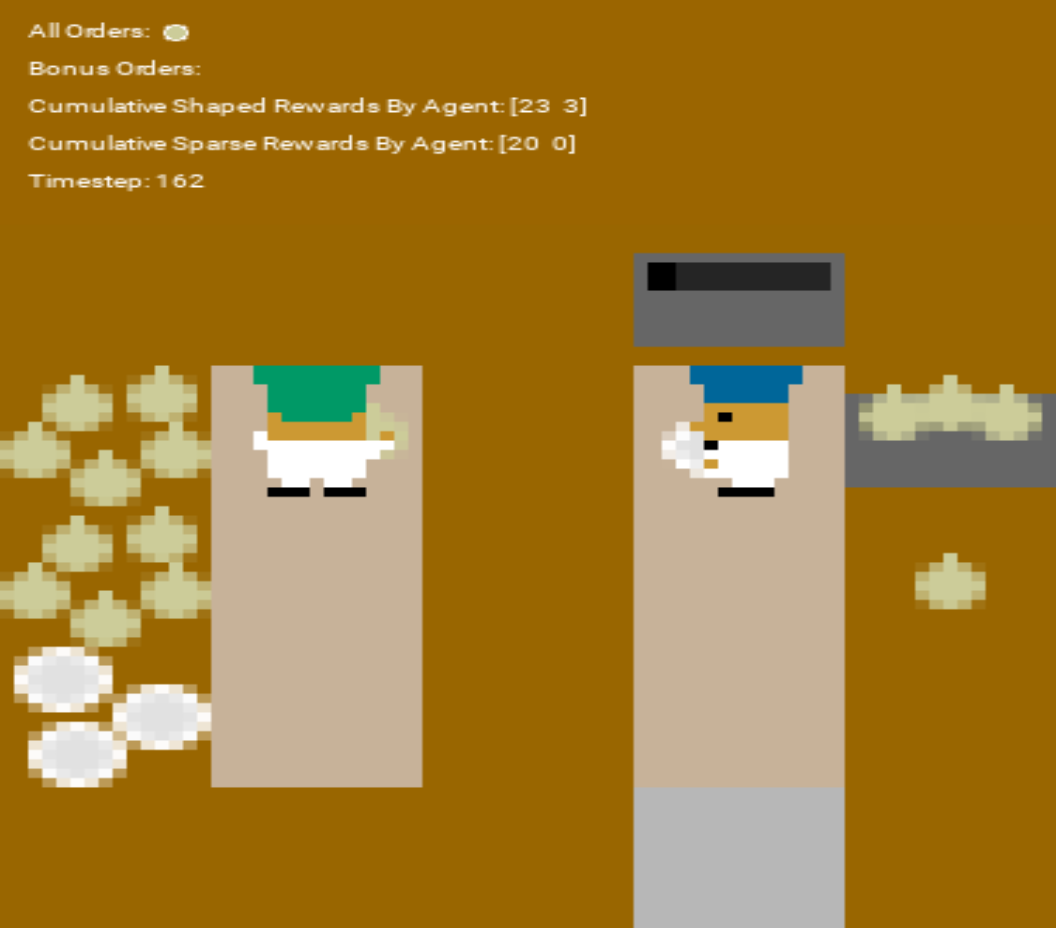 All Orders:
Bonus Orders:
Cumulative Shaped Rewards By Agent: [23 3]
Cumulative Sparse Rewards By Agent: [20 0]
Timestep: 162